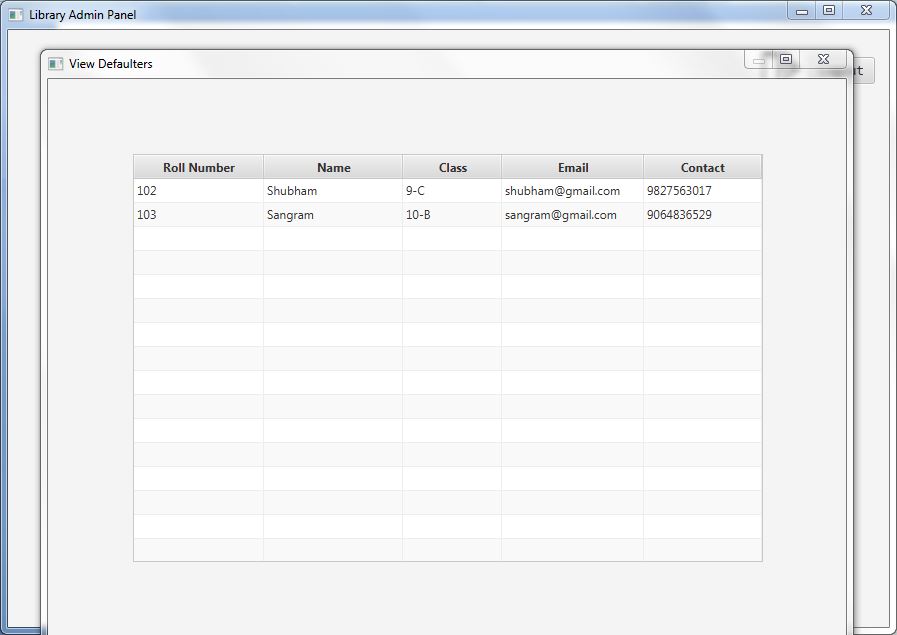 Library Admin Panel
View Defaulters
Roll Number Name Class Email Contact
102 Shubham 9-C shubham@gmail.com 9827563017
103 Sangram 10-B sangram@gmail.com 9064836529